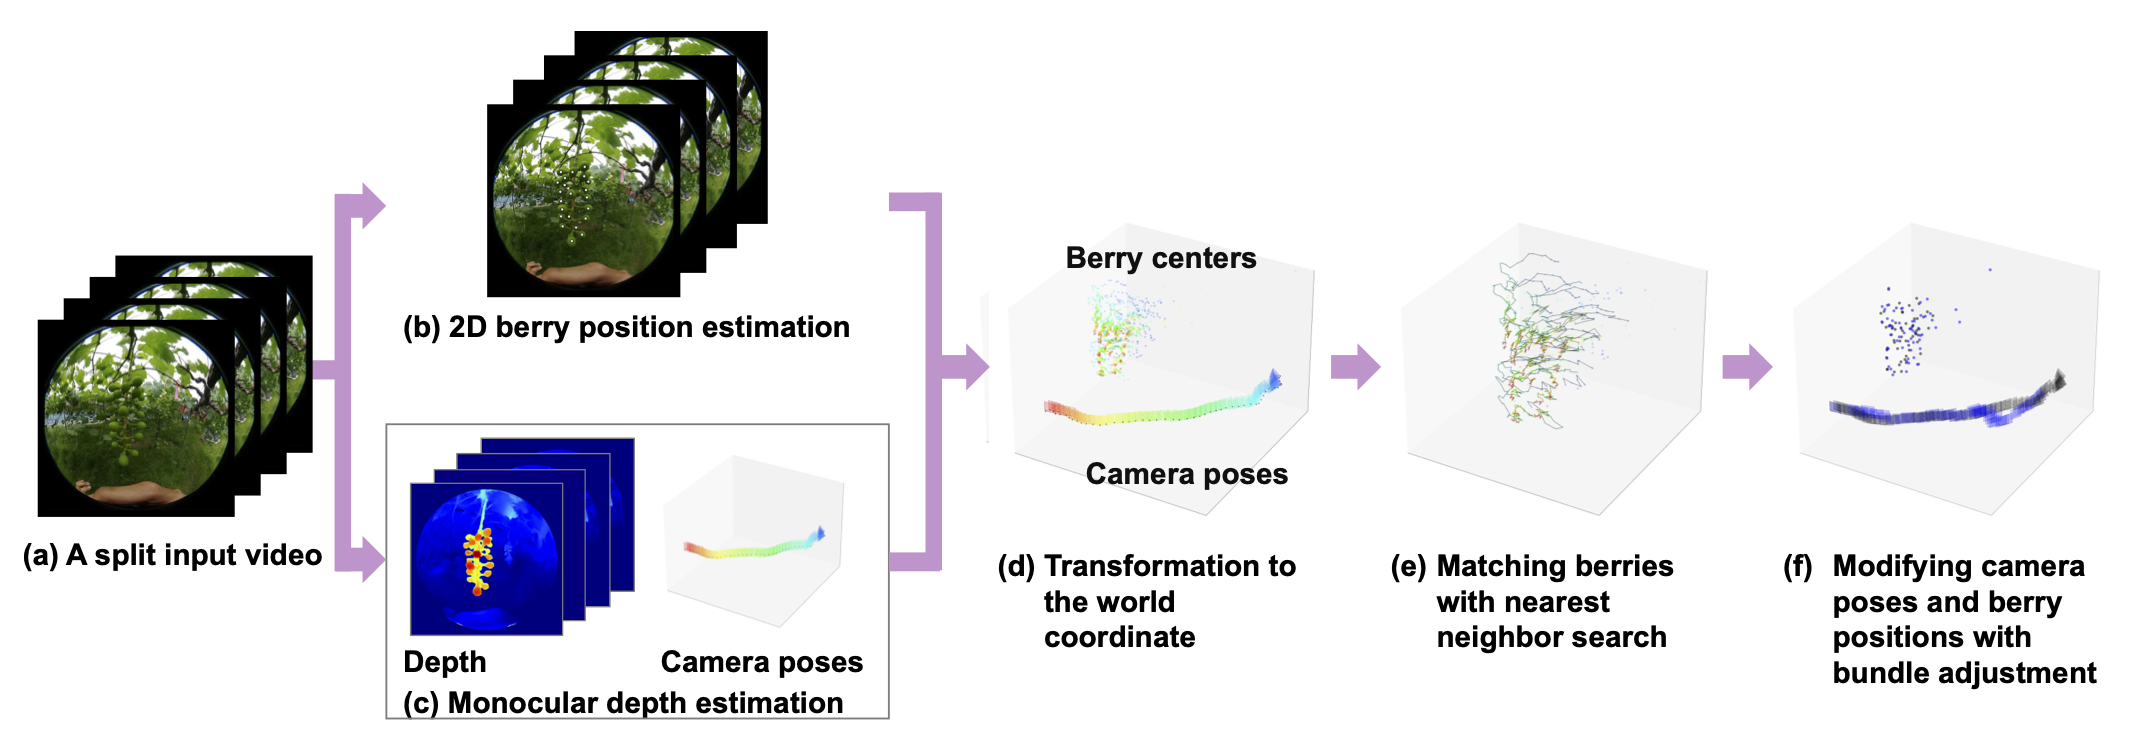 (a) A split input video
(b) 2D berry position estimation
Depth
Camera poses
(c) Monocular depth estimation
Berry centers
Camera poses
(d) Transformation to
the world
coordinate
(e) Matching berries
with nearest
neighbor search
(f) Modifying camera
poses and berry
positions with
bundle adjustment